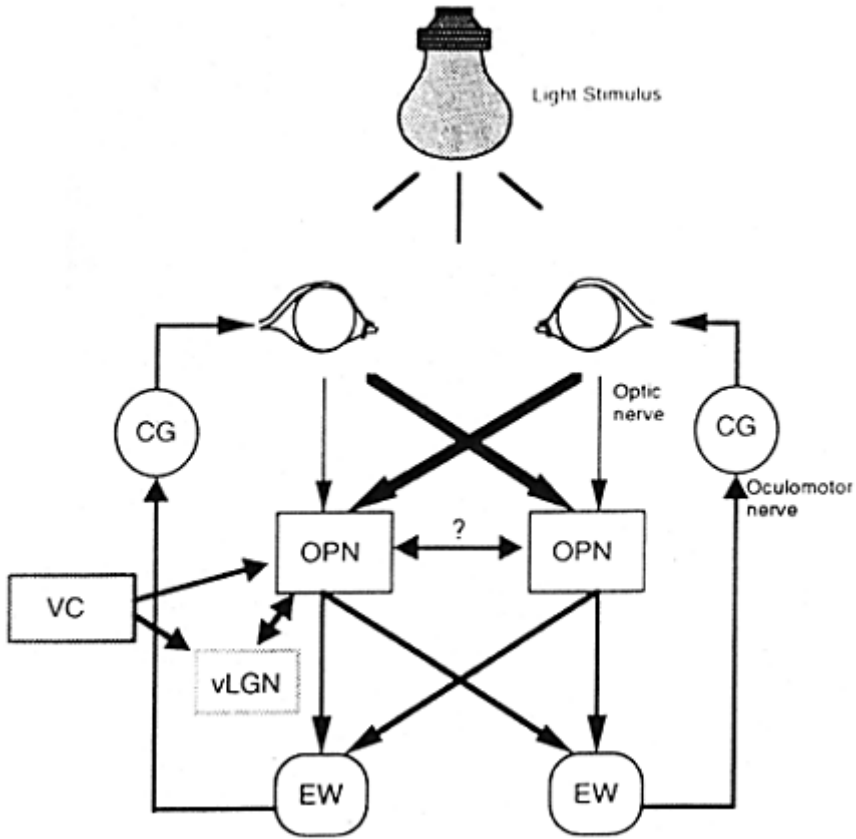 Light Stimulus
Optic
nerve
CG
CG
Oculomotor
nerve
?
OPN
OPN
VC
vLGN
EW
EW